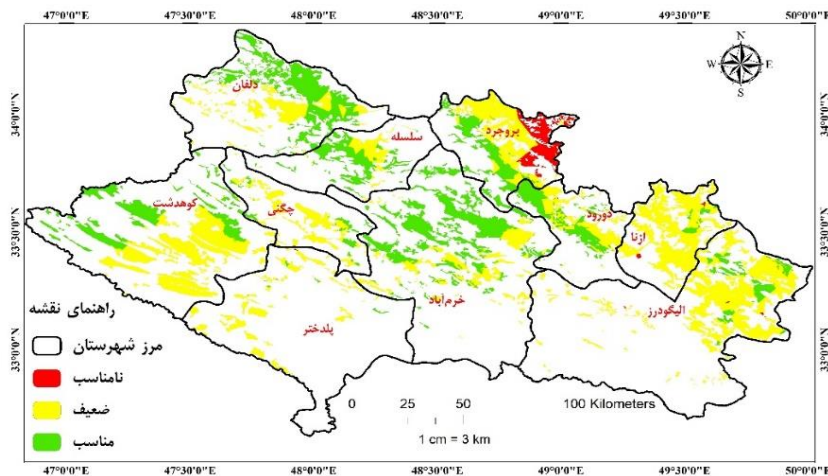 47°0'0"E 47°30'0"E 48°0'0"E 48°30'0"E 49°0'0"E 49°30'0"E 50°0'0"E
N
W E
S
34°0'0"N 34°0'0"N
33°30'0"N 33°30'0"N
33°0'0"N 33°0'0"N
دلفان
سلسله
بروجرد
کوهدشت
چگنی
دورود
ازنا
خرم‌آباد
الیگودرز
پلدختر
راهنمای نقشه
مرز شهرستان
نامناسب
ضعیف
مناسب
0 25 50 100 Kilometers
1 cm = 3 km
47°0'0"E 47°30'0"E 48°0'0"E 48°30'0"E 49°0'0"E 49°30'0"E 50°0'0"E